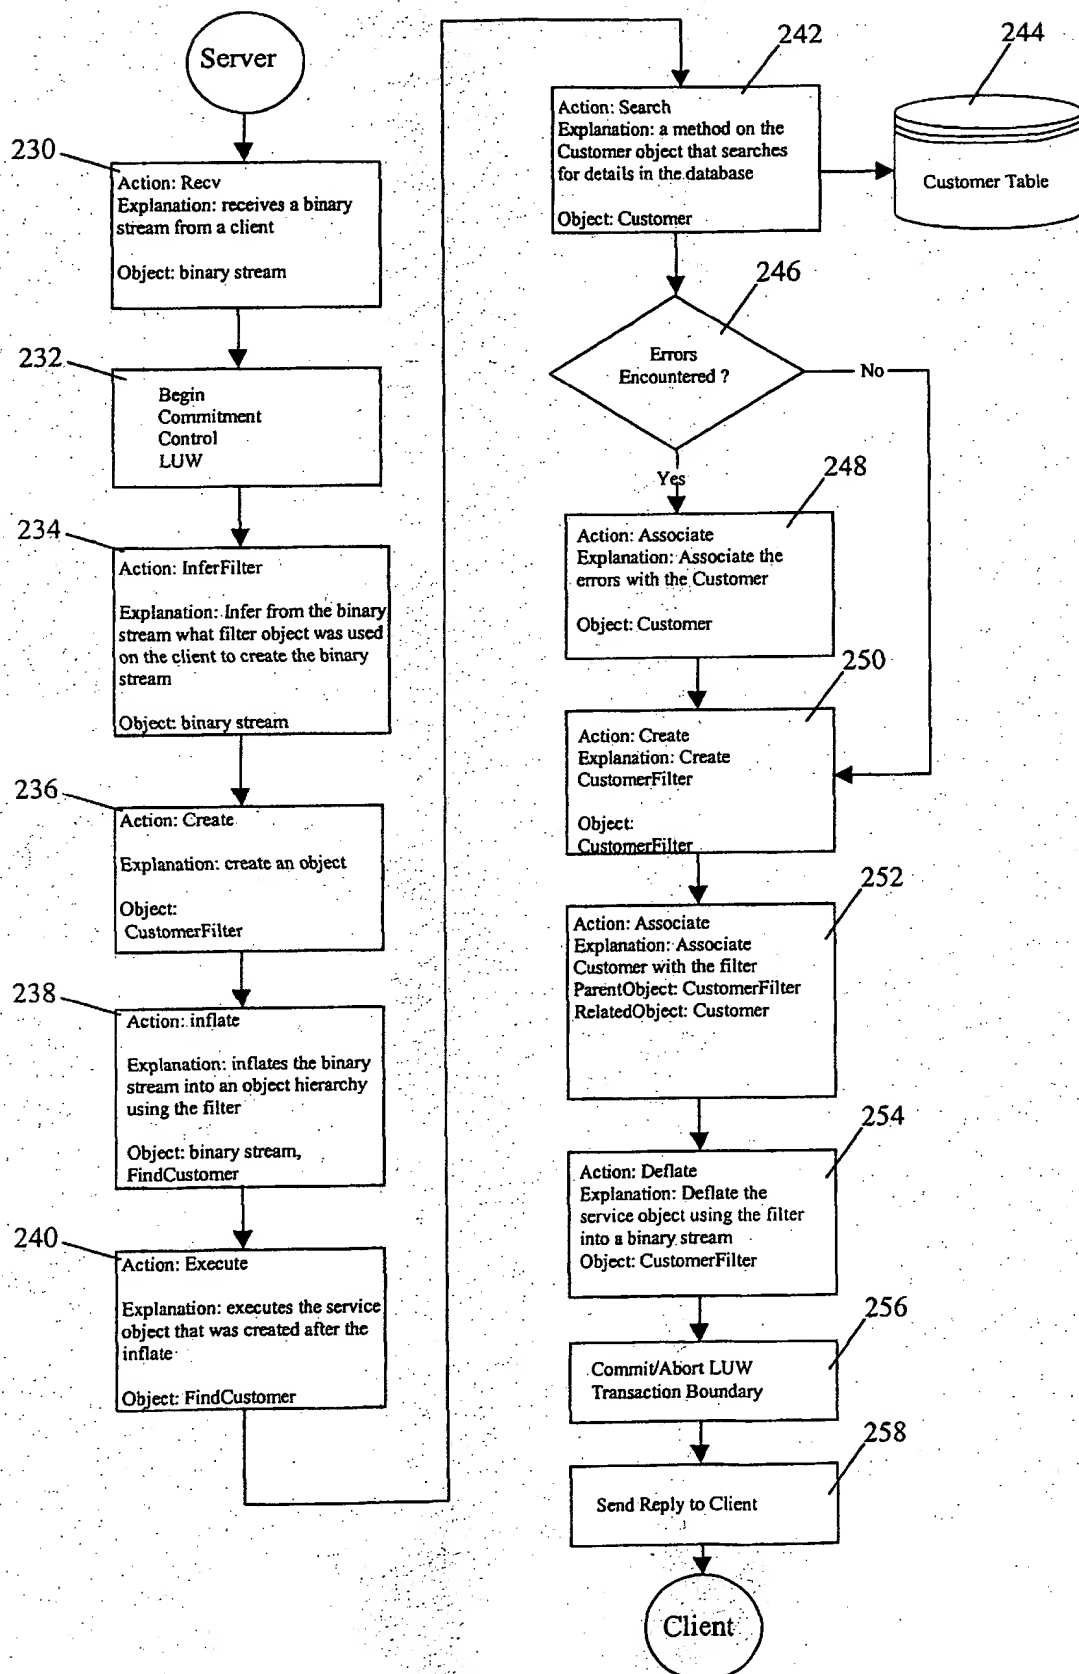 Server
230
Action: Recv
Explanation: receives a binary
stream from a client
Object: binary stream
232
Begin
Commitment
Control
LUW
234
Action: InferFilter
Explanation: Infer from the binary
stream what filter object was used
on the client to create the binary
stream
Object: binary stream
236
Action: Create
Explanation: create an object
Object:
CustomerFilter
238
Action: inflate
Explanation: inflates the binary
stream into an object hierarchy
using the filter
Object: binary stream,
FindCustomer
240
Action: Execute
Explanation: executes the service
object that was created after the
inflate
Object: FindCustomer
242
Action: Search
Explanation: a method on the
Customer object that searches
for details in the database
Object: Customer
244
Customer Table
246
Errors
Encountered ?
No
Yes
248
Action: Associate
Explanation: Associate the
errors with the Customer
Object: Customer
250
Action: Create
Explanation: Create
CustomerFilter
Object:
CustomerFilter
252
Action: Associate
Explanation: Associate
Customer with the filter
ParentObject: CustomerFilter
RelatedObject: Customer
254
Action: Deflate
Explanation: Deflate the
service object using the filter
into a binary stream
Object: CustomerFilter
256
Commit/Abort LUW
Transaction Boundary
258
Send Reply to Client
Client